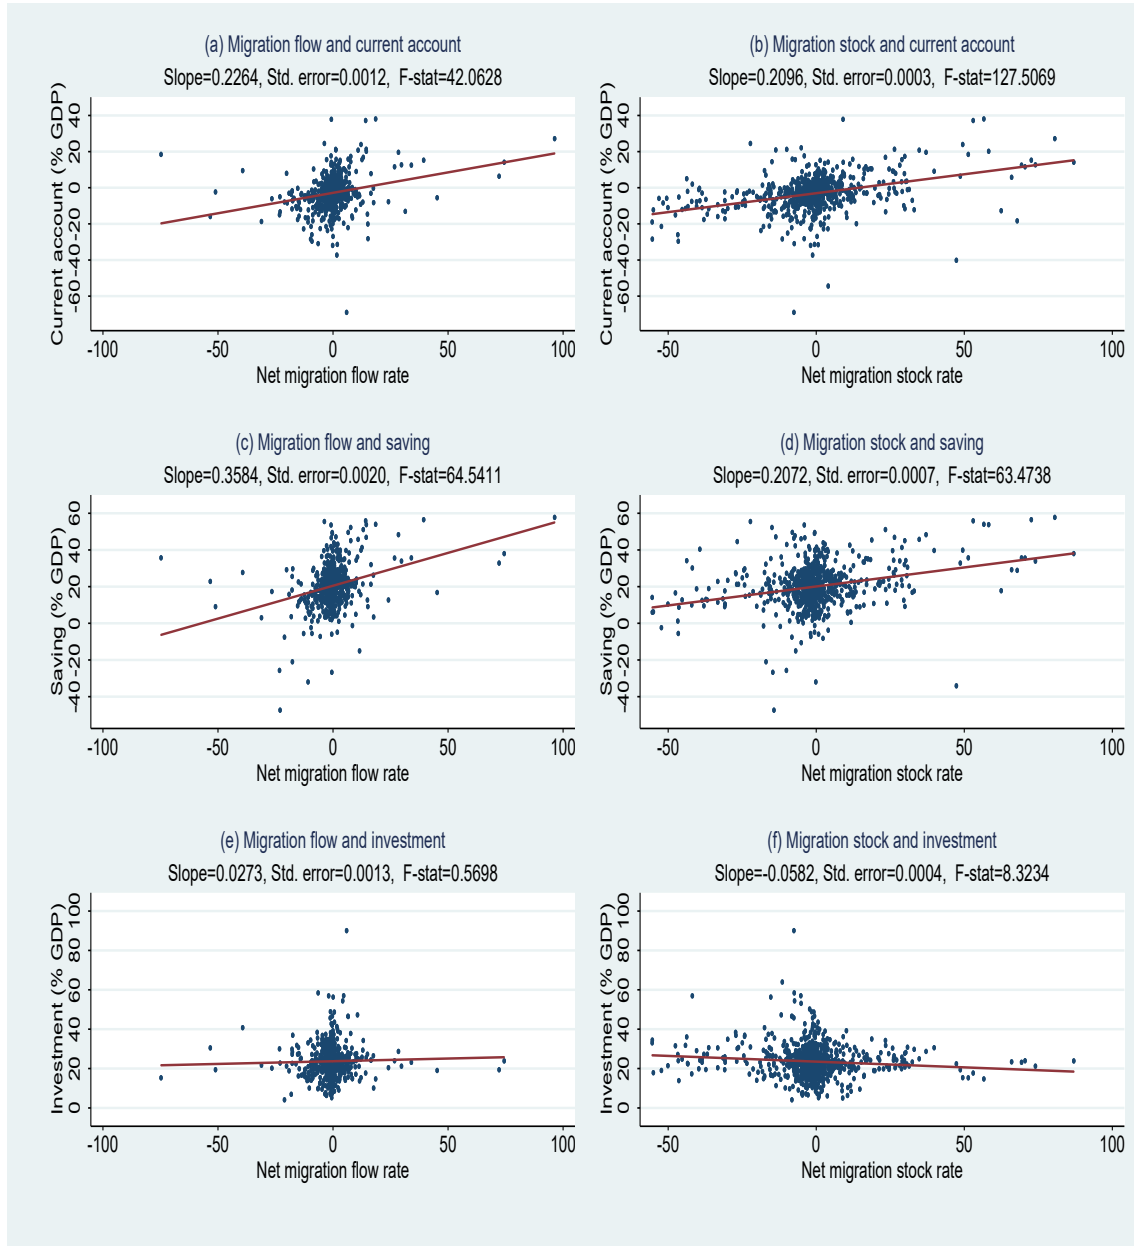 (a) Migration flow and current account
Slope=0.2264, Std. error=0.0012,  F-stat=42.0628
Current account (% GDP)
40
20
0
-20
-40
-60
-100
-50
0
50
100
Net migration flow rate
(b) Migration stock and current account
Slope=0.2096, Std. error=0.0003,  F-stat=127.5069
Current account (% GDP)
40
20
0
-20
-40
-60
-50
0
50
100
Net migration stock rate
(c) Migration flow and saving
Slope=0.3584, Std. error=0.0020,  F-stat=64.5411
Saving (% GDP)
60
40
20
0
-20
-40
-100
-50
0
50
100
Net migration flow rate
(d) Migration stock and saving
Slope=0.2072, Std. error=0.0007,  F-stat=63.4738
Saving (% GDP)
60
40
20
0
-20
-40
-50
0
50
100
Net migration stock rate
(e) Migration flow and investment
Slope=0.0273, Std. error=0.0013,  F-stat=0.5698
Investment (% GDP)
100
80
60
40
20
0
-100
-50
0
50
100
Net migration flow rate
(f) Migration stock and investment
Slope=-0.0582, Std. error=0.0004,  F-stat=8.3234
Investment (% GDP)
100
80
60
40
20
0
-50
0
50
100
Net migration stock rate